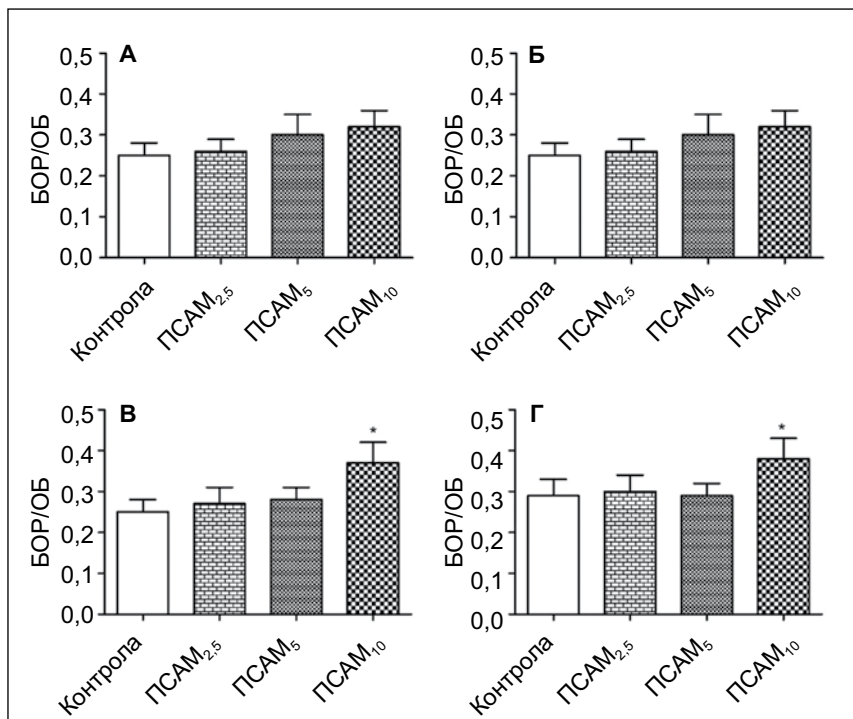 А
БОР/ОБ
0,5
0,4
0,3
0,2
0,1
0,0
Контрола
ПСАМ2,5
ПСАМ5
ПСАМ10
Б
БОР/ОБ
0,5
0,4
0,3
0,2
0,1
0,0
Контрола
ПСАМ2,5
ПСАМ5
ПСАМ10
В
БОР/ОБ
0,5
0,4
0,3
0,2
0,1
0,0
*
Контрола
ПСАМ2,5
ПСАМ5
ПСАМ10
Г
БОР/ОБ
0,5
0,4
0,3
0,2
0,1
0,0
*
Контрола
ПСАМ2,5
ПСАМ5
ПСАМ10